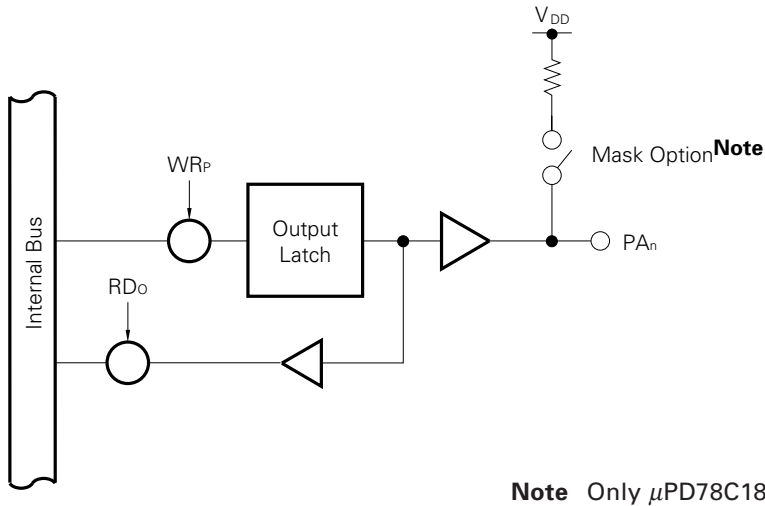 VDD
Mask Option Note
WRP
Output
Latch
PAn
Internal Bus
RDO
Note Only μPD78C18